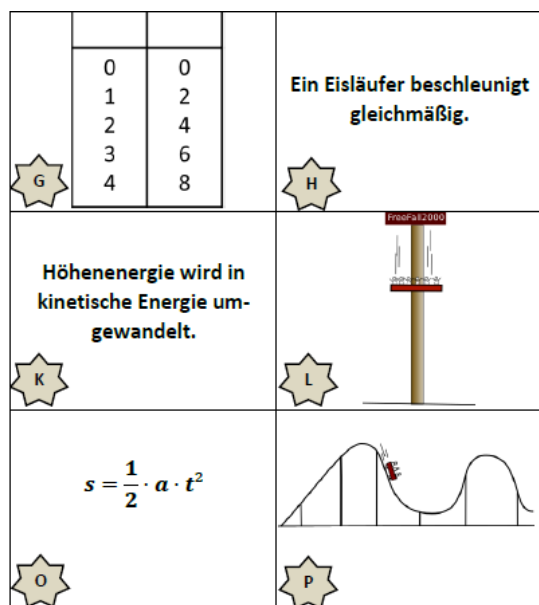 0 0
1 2
2 4
3 6
4 8
G
Ein Eisläufer beschleunigt
gleichmäßig.
H
Höhenenergie wird in
kinetische Energie um-
gewandelt.
K
FreeFall2000
L
s = 1/2 · a · t²
O
P